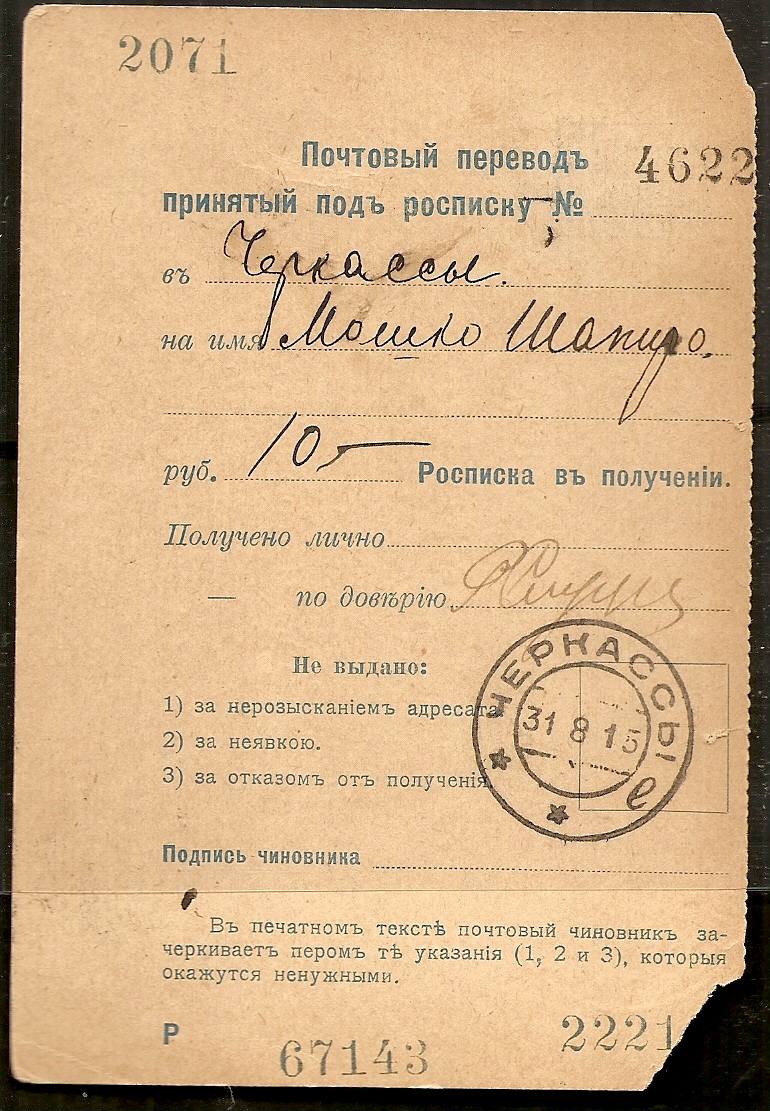 2071
Почтовый переводъ
4622
принятый подъ росписку №
въ Черкассы.
на имя Мошко Шапиро.
руб. 10,— Росписка въ полученіи.
Получено лично
— по довѣрію
Не выдано:
1) за нерозысканіемъ адресата
2) за неявкою.
3) за отказомъ отъ полученія
ЧЕРКАССЫ
31 8 15
Подпись чиновника
Въ печатномъ текстѣ почтовый чиновникъ за-
черкиваетъ перомъ тѣ указанія (1, 2 и 3), которыя
окажутся ненужными.
Р
67143
2221